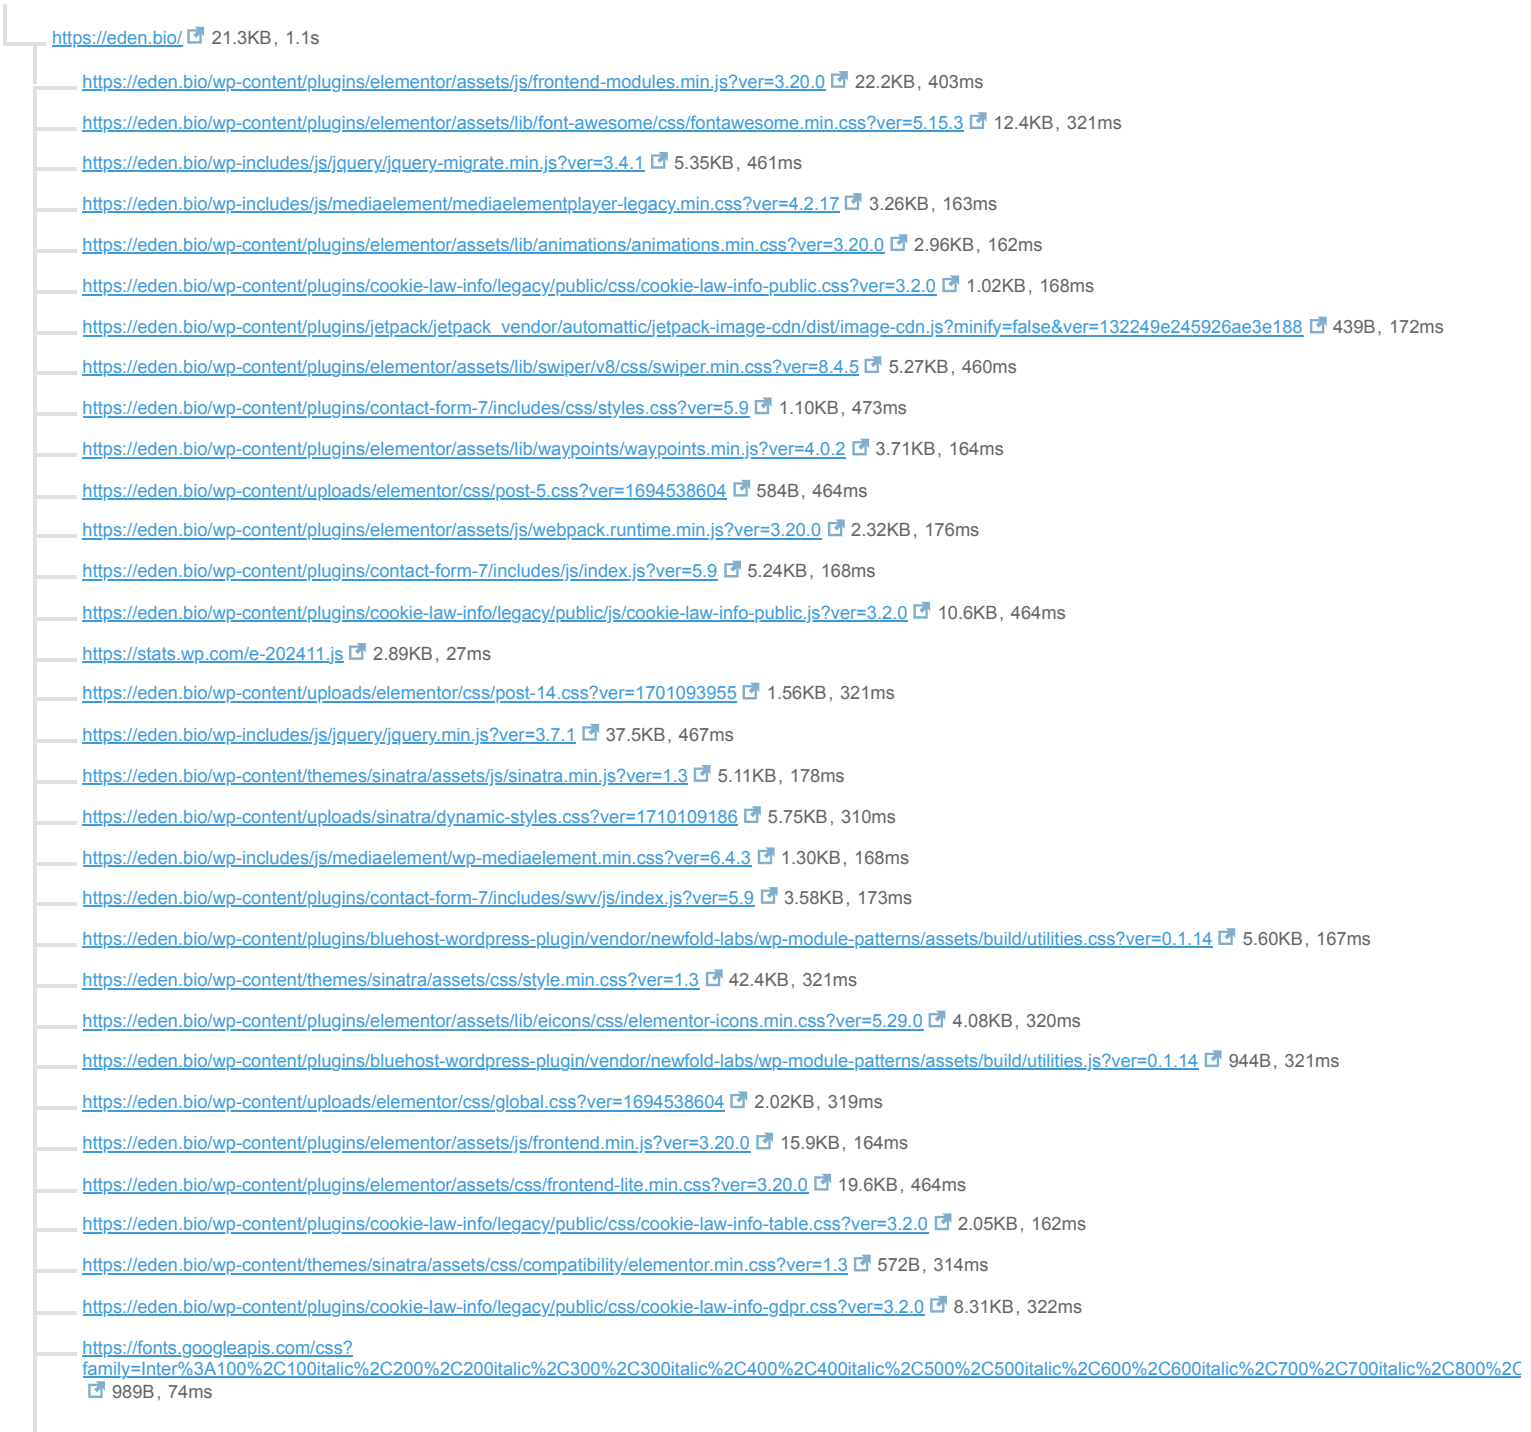 https://eden.bio/ 21.3KB, 1.1s
https://eden.bio/wp-content/plugins/elementor/assets/js/frontend-modules.min.js?ver=3.20.0 22.2KB, 403ms
https://eden.bio/wp-content/plugins/elementor/assets/lib/font-awesome/css/fontawesome.min.css?ver=5.15.3 12.4KB, 321ms
https://eden.bio/wp-includes/js/jquery/jquery-migrate.min.js?ver=3.4.1 5.35KB, 461ms
https://eden.bio/wp-includes/js/mediaelement/mediaelementplayer-legacy.min.css?ver=4.2.17 3.26KB, 163ms
https://eden.bio/wp-content/plugins/elementor/assets/lib/animations/animations.min.css?ver=3.20.0 2.96KB, 162ms
https://eden.bio/wp-content/plugins/cookie-law-info/legacy/public/css/cookie-law-info-public.css?ver=3.2.0 1.02KB, 168ms
https://eden.bio/wp-content/plugins/jetpack/jetpack_vendor/automattic/jetpack-image-cdn/dist/image-cdn.js?minify=false&ver=132249e245926ae3e188 439B, 172ms
https://eden.bio/wp-content/plugins/elementor/assets/lib/swiper/v8/css/swiper.min.css?ver=8.4.5 5.27KB, 460ms
https://eden.bio/wp-content/plugins/contact-form-7/includes/css/styles.css?ver=5.9 1.10KB, 473ms
https://eden.bio/wp-content/plugins/elementor/assets/lib/waypoints/waypoints.min.js?ver=4.0.2 3.71KB, 164ms
https://eden.bio/wp-content/uploads/elementor/css/post-5.css?ver=1694538604 584B, 464ms
https://eden.bio/wp-content/plugins/elementor/assets/js/webpack.runtime.min.js?ver=3.20.0 2.32KB, 176ms
https://eden.bio/wp-content/plugins/contact-form-7/includes/js/index.js?ver=5.9 5.24KB, 168ms
https://eden.bio/wp-content/plugins/cookie-law-info/legacy/public/js/cookie-law-info-public.js?ver=3.2.0 10.6KB, 464ms
https://stats.wp.com/e-202411.js 2.89KB, 27ms
https://eden.bio/wp-content/uploads/elementor/css/post-14.css?ver=1701093955 1.56KB, 321ms
https://eden.bio/wp-includes/js/jquery/jquery.min.js?ver=3.7.1 37.5KB, 467ms
https://eden.bio/wp-content/themes/sinatra/assets/js/sinatra.min.js?ver=1.3 5.11KB, 178ms
https://eden.bio/wp-content/uploads/sinatra/dynamic-styles.css?ver=1710109186 5.75KB, 310ms
https://eden.bio/wp-includes/js/mediaelement/wp-mediaelement.min.css?ver=6.4.3 1.30KB, 168ms
https://eden.bio/wp-content/plugins/contact-form-7/includes/swv/js/index.js?ver=5.9 3.58KB, 173ms
https://eden.bio/wp-content/plugins/bluehost-wordpress-plugin/vendor/newfold-labs/wp-module-patterns/assets/build/utilities.css?ver=0.1.14 5.60KB, 167ms
https://eden.bio/wp-content/themes/sinatra/assets/css/style.min.css?ver=1.3 42.4KB, 321ms
https://eden.bio/wp-content/plugins/elementor/assets/lib/eicons/css/elementor-icons.min.css?ver=5.29.0 4.08KB, 320ms
https://eden.bio/wp-content/plugins/bluehost-wordpress-plugin/vendor/newfold-labs/wp-module-patterns/assets/build/utilities.js?ver=0.1.14 944B, 321ms
https://eden.bio/wp-content/uploads/elementor/css/global.css?ver=1694538604 2.02KB, 319ms
https://eden.bio/wp-content/plugins/elementor/assets/js/frontend.min.js?ver=3.20.0 15.9KB, 164ms
https://eden.bio/wp-content/plugins/elementor/assets/css/frontend-lite.min.css?ver=3.20.0 19.6KB, 464ms
https://eden.bio/wp-content/plugins/cookie-law-info/legacy/public/css/cookie-law-info-table.css?ver=3.2.0 2.05KB, 162ms
https://eden.bio/wp-content/themes/sinatra/assets/css/compatibility/elementor.min.css?ver=1.3 572B, 314ms
https://eden.bio/wp-content/plugins/cookie-law-info/legacy/public/css/cookie-law-info-gdpr.css?ver=3.2.0 8.31KB, 322ms
https://fonts.googleapis.com/css?
family=Inter%3A100%2C100italic%2C200%2C200italic%2C300%2C300italic%2C400%2C400italic%2C500%2C500italic%2C600%2C600italic%2C700%2C700italic%2C800%2C
989B, 74ms